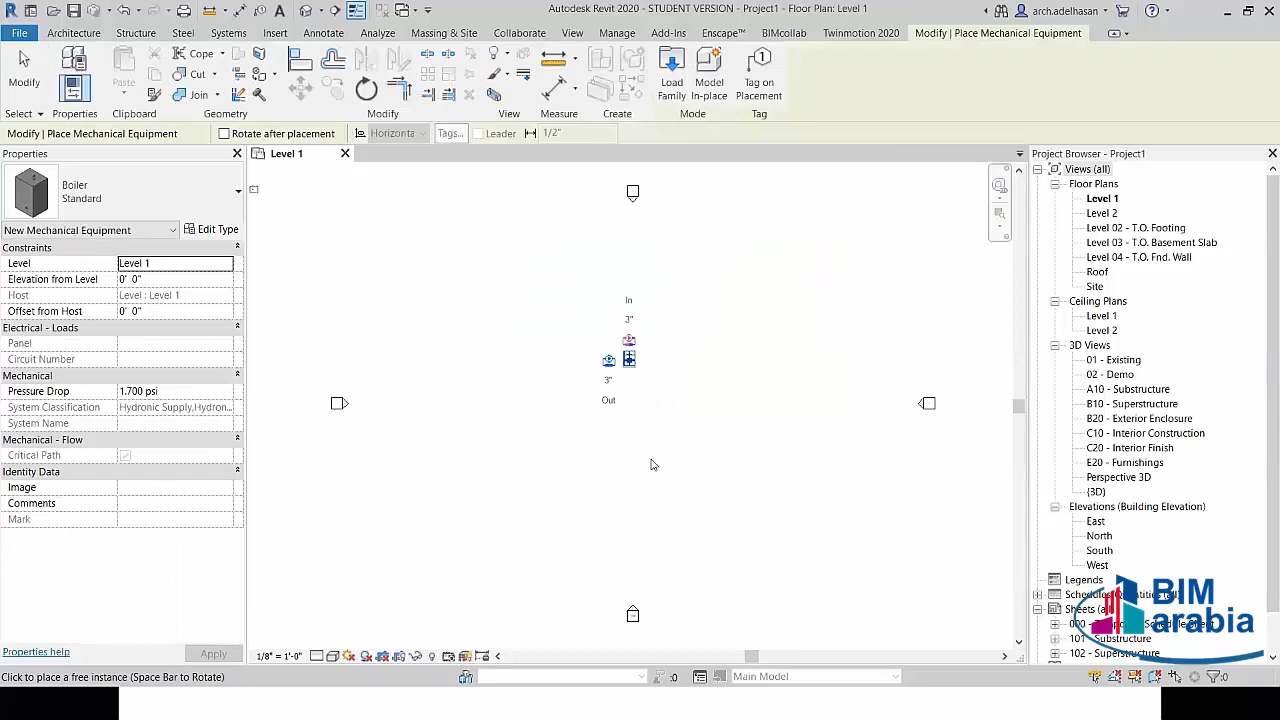 Autodesk Revit 2020 - STUDENT VERSION - Project1 - Floor Plan: Level 1
arch.adelhasan
File Architecture Structure Steel Systems Insert Annotate Analyze Massing & Site Collaborate View Manage Add-Ins Enscape™ BIMcollab Twinmotion 2020 Modify | Place Mechanical Equipment
Modify
Paste
Cope
Cut
Join
Load Family
Model In-place
Tag on Placement
Select Properties Clipboard Geometry Modify View Measure Create Mode Tag
Modify | Place Mechanical Equipment Rotate after placement Horizonta Tags... Leader 1/2"
Properties
Boiler
Standard
New Mechanical Equipment Edit Type
Constraints
Level Level 1
Elevation from Level 0' 0"
Host Level : Level 1
Offset from Host 0' 0"
Electrical - Loads
Panel
Circuit Number
Mechanical
Pressure Drop 1.700 psi
System Classification Hydronic Supply,Hydron...
System Name
Mechanical - Flow
Critical Path
Identity Data
Image
Comments
Mark
Properties help Apply
Level 1
In
3"
3"
Out
1/8" = 1'-0"
Project Browser - Project1
Views (all)
Floor Plans
Level 1
Level 2
Level 02 - T.O. Footing
Level 03 - T.O. Basement Slab
Level 04 - T.O. Fnd. Wall
Roof
Site
Ceiling Plans
Level 1
Level 2
3D Views
01 - Existing
02 - Demo
A10 - Substructure
B10 - Superstructure
B20 - Exterior Enclosure
C10 - Interior Construction
C20 - Interior Finish
E20 - Furnishings
Perspective 3D
{3D}
Elevations (Building Elevation)
East
North
South
West
Legends
Sheets (a
101 - Substructure
102 - Superstructure
BIM
arabia
Click to place a free instance (Space Bar to Rotate) :0 Main Model :0